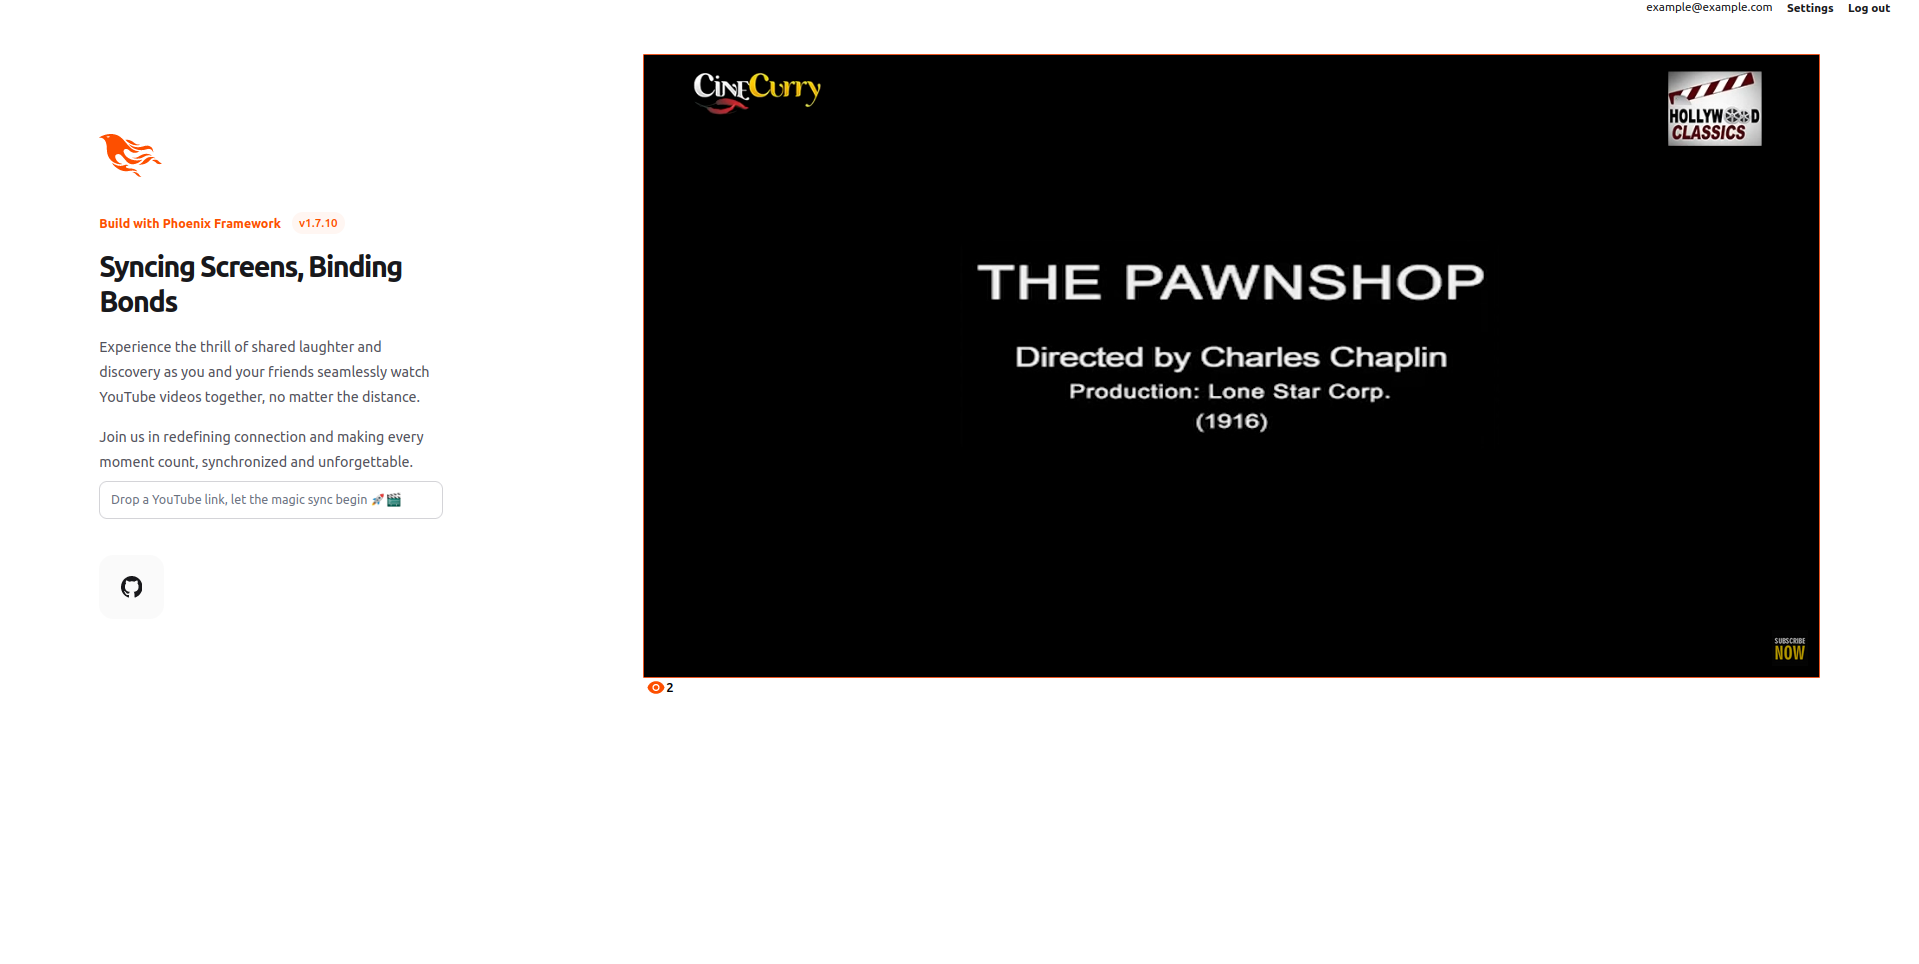 example@example.com Settings Log out
Build with Phoenix Framework v1.7.10
Syncing Screens, Binding
Bonds
Experience the thrill of shared laughter and
discovery as you and your friends seamlessly watch
YouTube videos together, no matter the distance.
Join us in redefining connection and making every
moment count, synchronized and unforgettable.
Drop a YouTube link, let the magic sync begin 🚀🎬
CineCurry
HOLLYWOOD
CLASSICS
THE PAWNSHOP
Directed by Charles Chaplin
Production: Lone Star Corp.
(1916)
SUBSCRIBE
NOW
2